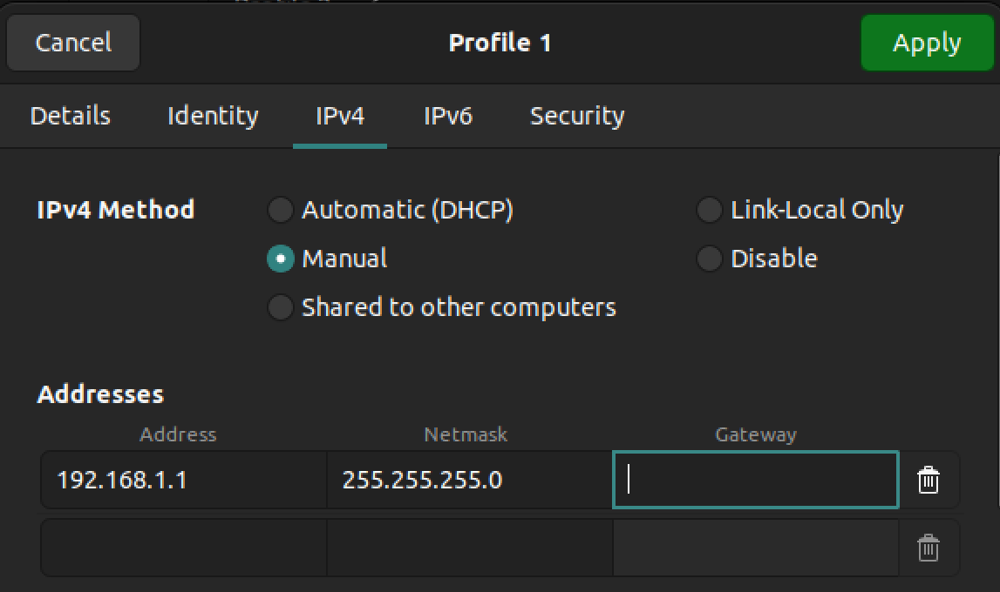 Cancel Profile 1 Apply
Details Identity IPv4 IPv6 Security
IPv4 Method Automatic (DHCP) Link-Local Only
Manual Disable
Shared to other computers
Addresses
Address Netmask Gateway
192.168.1.1 255.255.255.0